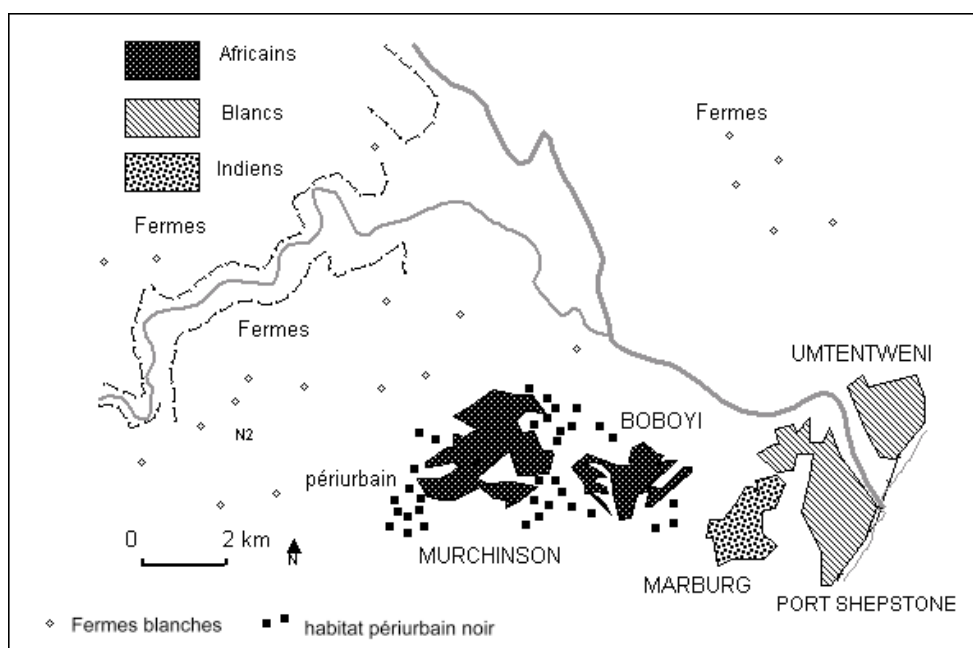 Africains
Blancs
Indiens
Fermes
Fermes
Fermes
UMTENTWENI
BOBOYI
N2
périurbain
0 2 km
N
MURCHINSON
MARBURG
PORT SHEPSTONE
Fermes blanches
habitat périurbain noir